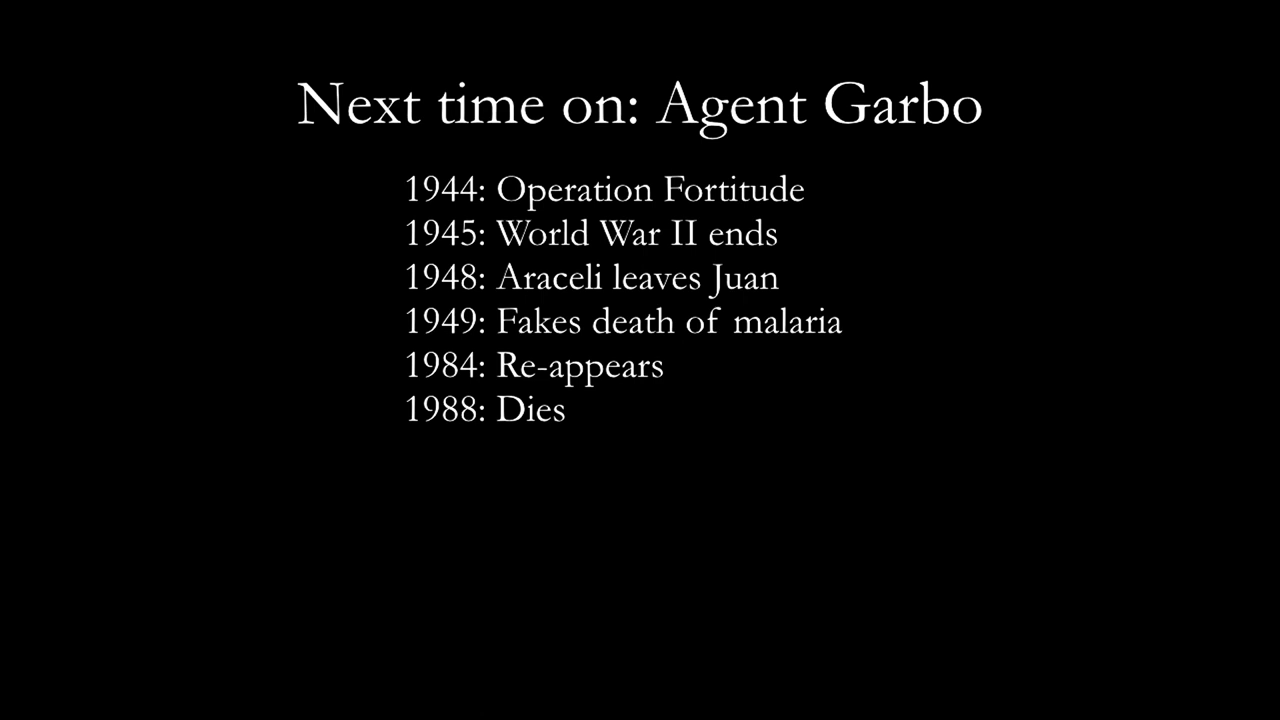 Next time on: Agent Garbo
1944: Operation Fortitude
1945: World War II ends
1948: Araceli leaves Juan
1949: Fakes death of malaria
1984: Re-appears
1988: Dies